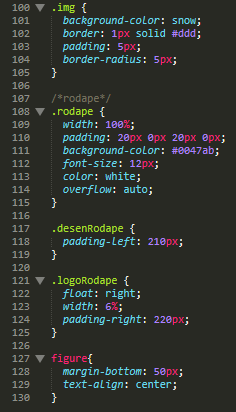 100 .img {
101 background-color: snow;
102 border: 1px solid #ddd;
103 padding: 5px;
104 border-radius: 5px;
105 }
106
107 /*rodape*/
108 .rodape {
109 width: 100%;
110 padding: 20px 0px 20px 0px;
111 background-color: #0047ab;
112 font-size: 12px;
113 color: white;
114 overflow: auto;
115 }
116
117 .desenRodape {
118 padding-left: 210px;
119 }
120
121 .logoRodape {
122 float: right;
123 width: 6%;
124 padding-right: 220px;
125 }
126
127 figure{
128 margin-bottom: 50px;
129 text-align: center;
130 }